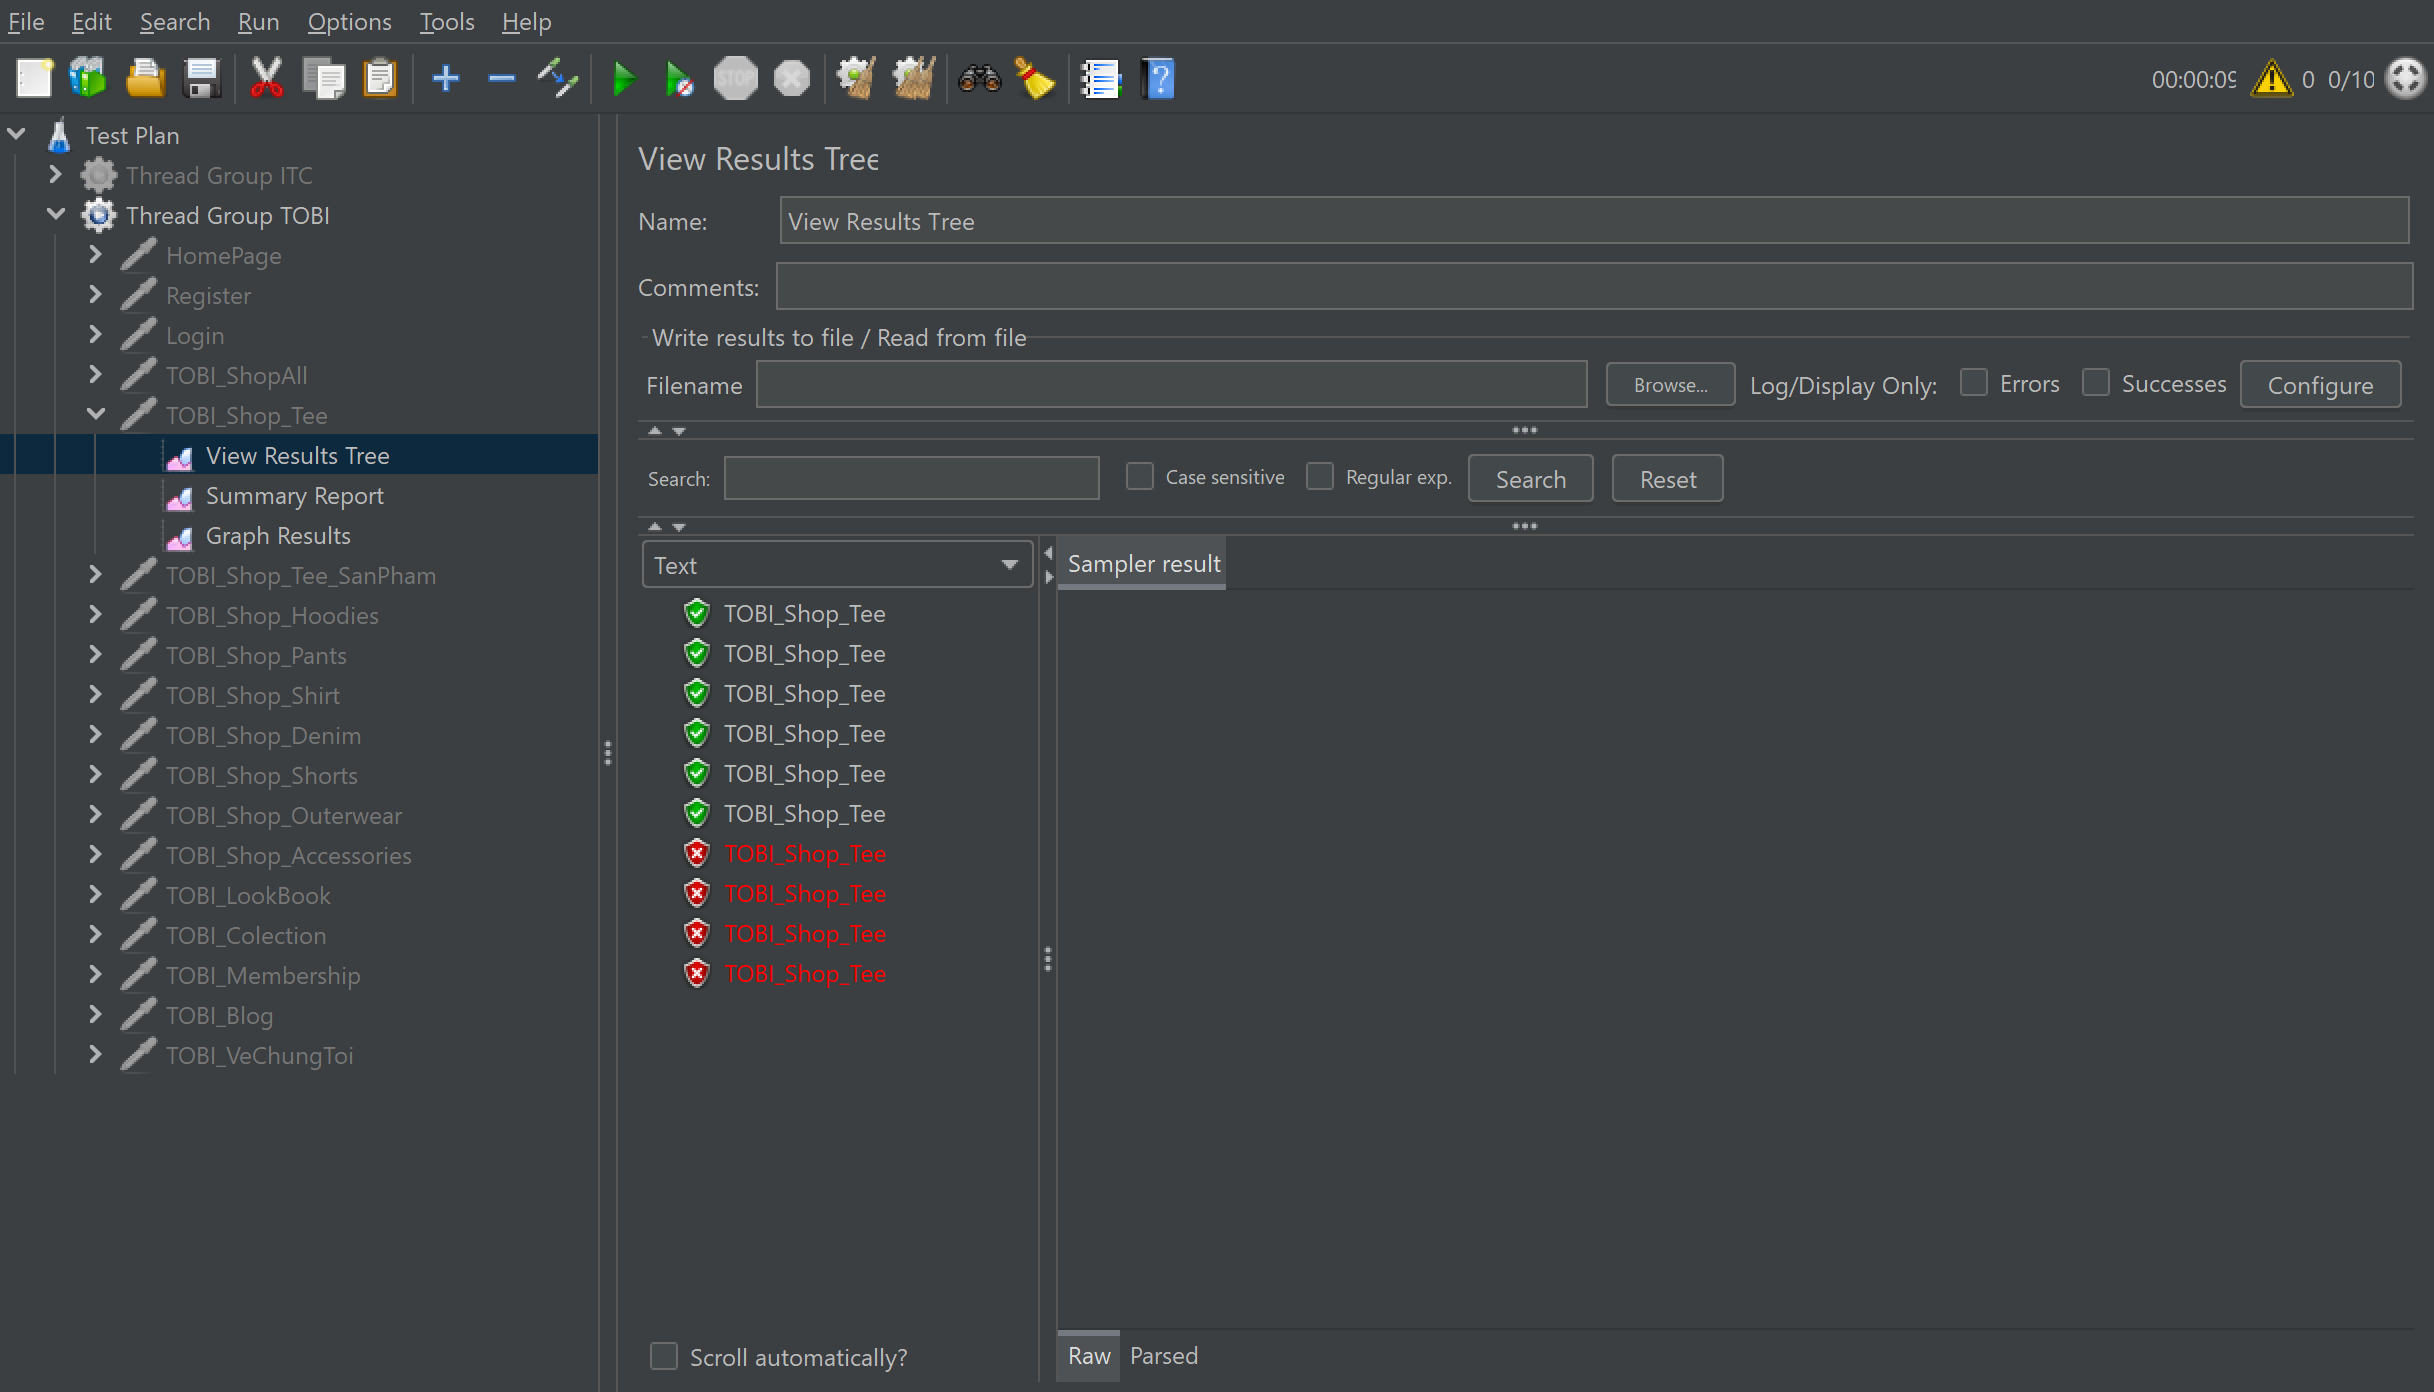 File Edit Search Run Options Tools Help
STOP
00:00:09 0 0/10
Test Plan
Thread Group ITC
Thread Group TOBI
HomePage
Register
Login
TOBI_ShopAll
TOBI_Shop_Tee
View Results Tree
Summary Report
Graph Results
TOBI_Shop_Tee_SanPham
TOBI_Shop_Hoodies
TOBI_Shop_Pants
TOBI_Shop_Shirt
TOBI_Shop_Denim
TOBI_Shop_Shorts
TOBI_Shop_Outerwear
TOBI_Shop_Accessories
TOBI_LookBook
TOBI_Colection
TOBI_Membership
TOBI_Blog
TOBI_VeChungToi
View Results Tree
Name: View Results Tree
Comments:
Write results to file / Read from file
Filename Browse... Log/Display Only: Errors Successes Configure
Search: Case sensitive Regular exp. Search Reset
Text
TOBI_Shop_Tee
TOBI_Shop_Tee
TOBI_Shop_Tee
TOBI_Shop_Tee
TOBI_Shop_Tee
TOBI_Shop_Tee
TOBI_Shop_Tee
TOBI_Shop_Tee
TOBI_Shop_Tee
TOBI_Shop_Tee
Scroll automatically?
Sampler result
Raw Parsed